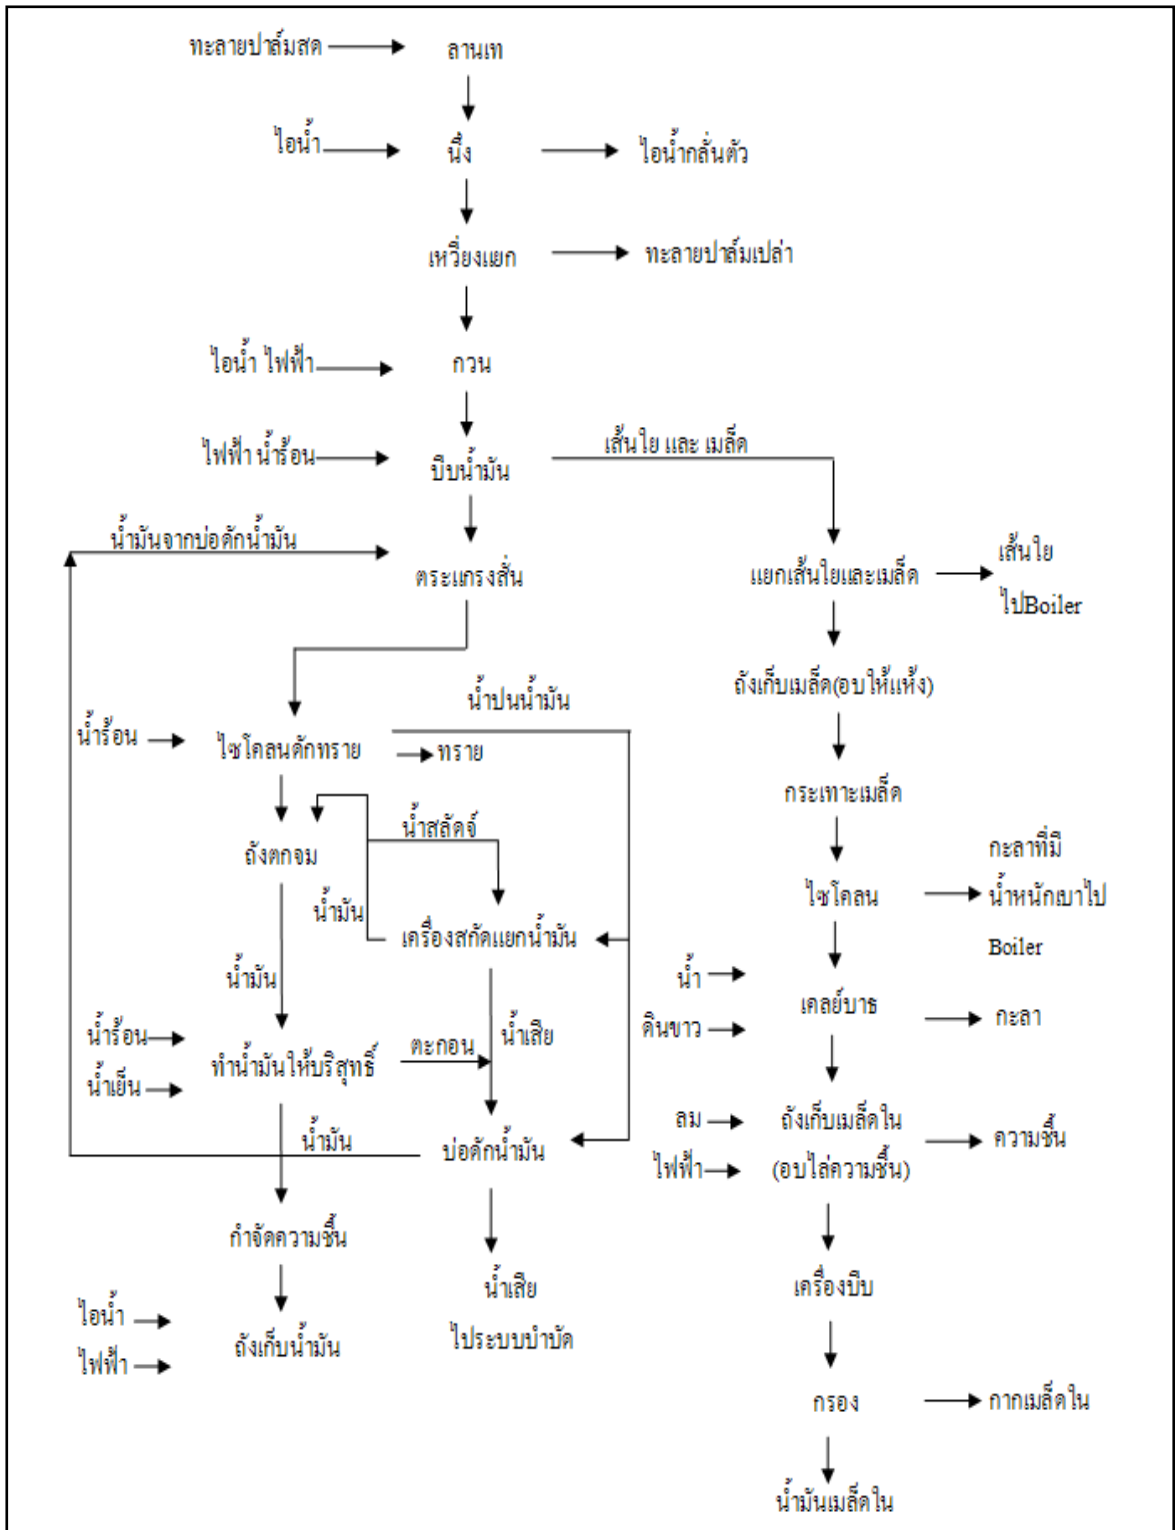 ทะลายปาล์มสด
ลานเท
ไอน้ำ
นึ่ง
ไอน้ำกลั่นตัว
เหวี่ยงแยก
ทะลายปาล์มเปล่า
ไอน้ำ ไฟฟ้า
กวน
ไฟฟ้า น้ำร้อน
บีบน้ำมัน
เส้นใย และ เมล็ด
น้ำมันจากบ่อดักน้ำมัน
ตระแกรงสั่น
แยกเส้นใยและเมล็ด
เส้นใย
ไปBoiler
ถังเก็บเมล็ด(อบให้แห้ง)
น้ำปนน้ำมัน
น้ำร้อน
ไซโคลนดักทราย
ทราย
กระเทาะเมล็ด
น้ำสลัดจ์
ถังตกจม
น้ำมัน
เครื่องสกัดแยกน้ำมัน
ไซโคลน
กะลาที่มี
น้ำหนักเบาไป
Boiler
น้ำมัน
น้ำ
ดินขาว
เคลย์บาธ
กะลา
น้ำร้อน
น้ำเย็น
ทำน้ำมันให้บริสุทธิ์
ตะกอน
น้ำเสีย
ลม
ไฟฟ้า
ถังเก็บเมล็ดใน
(อบไล่ความชื้น)
ความชื้น
น้ำมัน
บ่อดักน้ำมัน
กำจัดความชื้น
น้ำเสีย
ไประบบบำบัด
เครื่องบีบ
ไอน้ำ
ไฟฟ้า
ถังเก็บน้ำมัน
กรอง
กากเมล็ดใน
น้ำมันเมล็ดใน